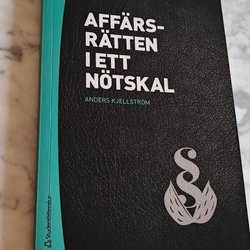 AFFÄRS-
RÄTTEN
I ETT
NÖTSKAL
ANDERS KJELLSTRÖM
§
Studentlitteratur